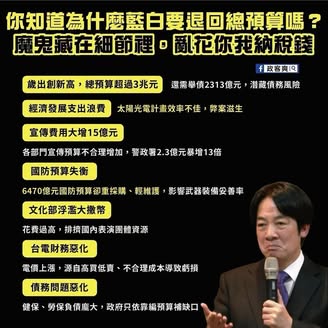 你知道為什麼藍白要退回總預算嗎？
魔鬼藏在細節裡。亂花你我納稅錢
政客爽IQ
歲出創新高，總預算超過3兆元 還需舉債2313億元，潛藏債務風險
經濟發展支出浪費 太陽光電計畫效率不佳，弊案滋生
宣傳費用大增15億元
各部門宣傳預算不合理增加，警政署2.3億元暴增13倍
國防預算失衡
6470億元國防預算卻重採購、輕維護，影響武器裝備妥善率
文化部浮濫大撒幣
花費過高，排擠國內表演團體資源
台電財務惡化
電價上漲，源自高買低賣、不合理成本導致虧損
債務問題惡化
健保、勞保負債龐大，政府只依靠編預算補缺口